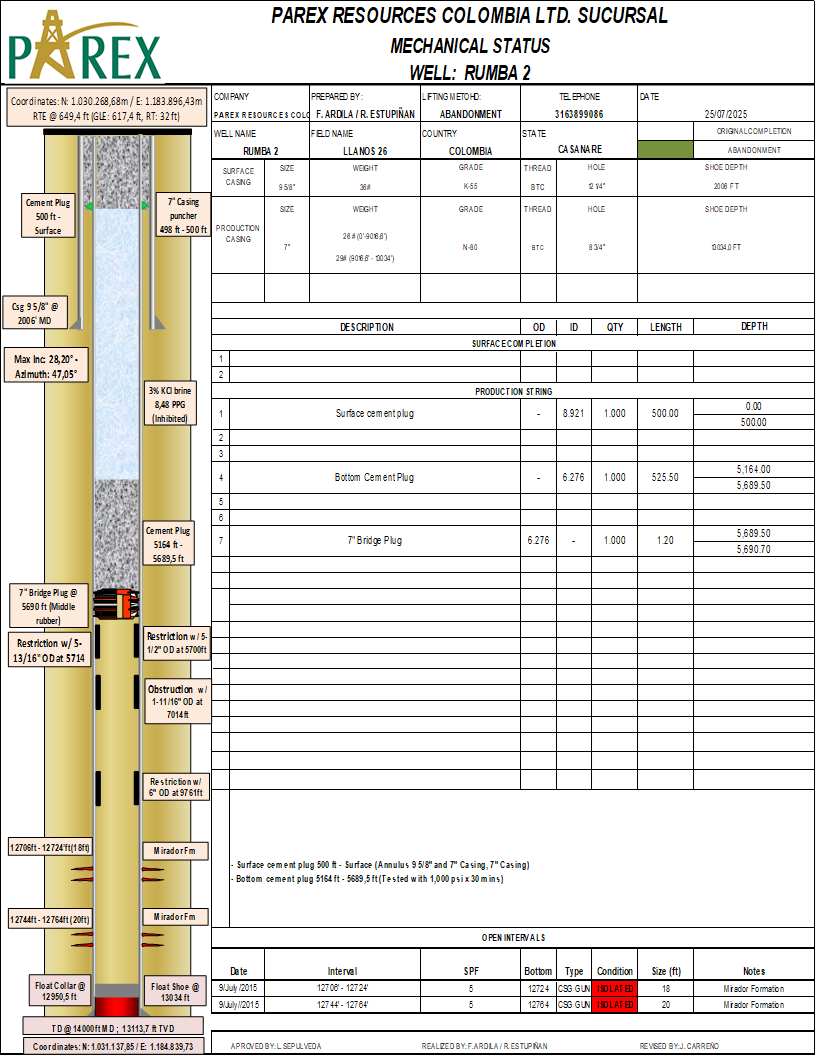 PAREX
PAREX RESOURCES COLOMBIA LTD. SUCURSAL
MECHANICAL STATUS
WELL: RUMBA 2
Coordinates: N: 1.030.268,68m / E: 1.183.896,43m
RTE @ 649,4 ft (GLE: 617,4 ft, RT: 32 ft)
COMPANY
PREPARED BY :
LIFTING METOHD:
TELEPHONE
DATE
PAREX RESOURCES COLO
F. ARDILA / R. ESTUPIÑAN
ABANDONMENT
3163899086
25/07/2025
WELL NAME
FIELD NAME
COUNTRY
STATE
ORIGINAL COMPLETION
RUMBA 2
LLANOS 26
COLOMBIA
CASANARE
ABANDONMENT
SURFACE CASING
SIZE
WEIGHT
GRADE
THREAD
HOLE
SHOE DEPTH
9 5/8"
36#
K-55
BTC
12 1/4"
2006 FT
PRODUCTION CASING
SIZE
WEIGHT
GRADE
THREAD
HOLE
SHOE DEPTH
7"
26 # (0'-9016,6')
29# (9016,6' - 13034')
N-80
BTC
8 3/4"
13034,0 FT
Cement Plug
500 ft -
Surface
7" Casing
puncher
498 ft - 500 ft
Csg 9 5/8" @
2006' MD
Max Inc: 28,20° -
Azimuth: 47,05°
3% KCl brine
8,48 PPG
(Inhibited)
Cement Plug
5164 ft -
5689,5 ft
7" Bridge Plug @
5690 ft (Middle
rubber)
Restriction w/ 5-
13/16" OD at 5714
Restriction w/ 5-
1/2" OD at 5700ft
Obstruction w/
1-11/16" OD at
7014 ft
Restriction w/
6" OD at 9761ft
12706ft - 12724'ft (18ft)
Mirador Fm
12744ft - 12764ft (20ft)
Mirador Fm
Float Collar @
12950,5 ft
Float Shoe @
13034 ft
TD @ 14000 ft MD ; 13113,7 ft TVD
Coordinates: N: 1.031.137,85 / E: 1.184.839,73
DESCRIPTION
OD
ID
QTY
LENGTH
DEPTH
SURFACE COMPLETION
1
2
PRODUCTION STRING
1
Surface cement plug
-
8.921
1.000
500.00
0.00
500.00
2
3
4
Bottom Cement Plug
-
6.276
1.000
525.50
5,164.00
5,689.50
5
6
7
7" Bridge Plug
6.276
-
1.000
1.20
5,689.50
5,690.70
- Surface cement plug 500 ft - Surface (Annulus 9 5/8" and 7" Casing, 7" Casing)
- Bottom cement plug 5164 ft - 5689,5 ft (Tested with 1,000 psi x 30 mins)
OPEN INTERVALS
Date
Interval
SPF
Bottom
Type
Condition
Size (ft)
Notes
9/July /2015
12706' - 12724'
5
12724
CSG GUN
ISOLATED
18
Mirador Formation
9/July//2015
12744' - 12764'
5
12764
CSG GUN
ISOLATED
20
Mirador Formation
APROVED BY: L.SEPULVEDA
REALIZED BY: F. ARDILA / R. ESTUPIÑAN
REVISED BY: J. CARREÑO